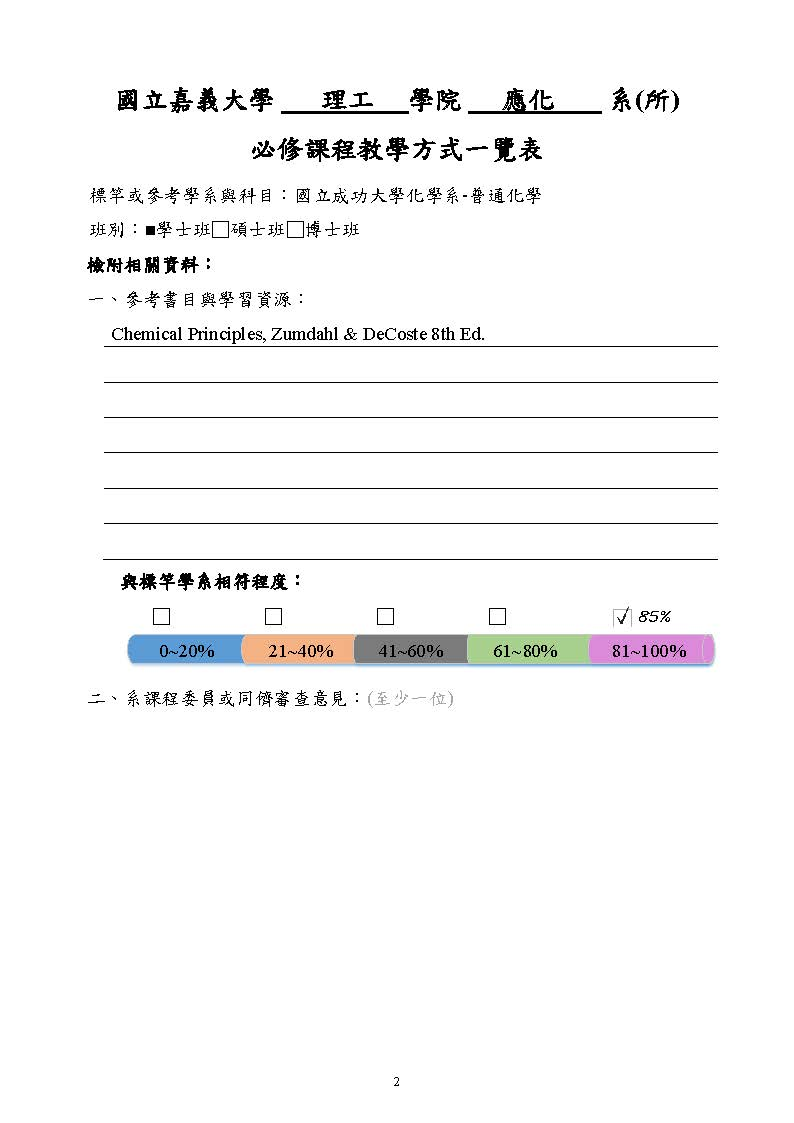 國立嘉義大學 理工 學院 應化 系(所)
必修課程教學方式一覽表
標竿或參考學系與科目：國立成功大學化學系-普通化學
班別：■學士班□碩士班□博士班
檢附相關資料：
一、參考書目與學習資源：
Chemical Principles, Zumdahl & DeCoste 8th Ed.
與標竿學系相符程度：
□ □ □ □ ☑ 85%
0~20% 21~40% 41~60% 61~80% 81~100%
二、系課程委員或同儕審查意見：(至少一位)
2